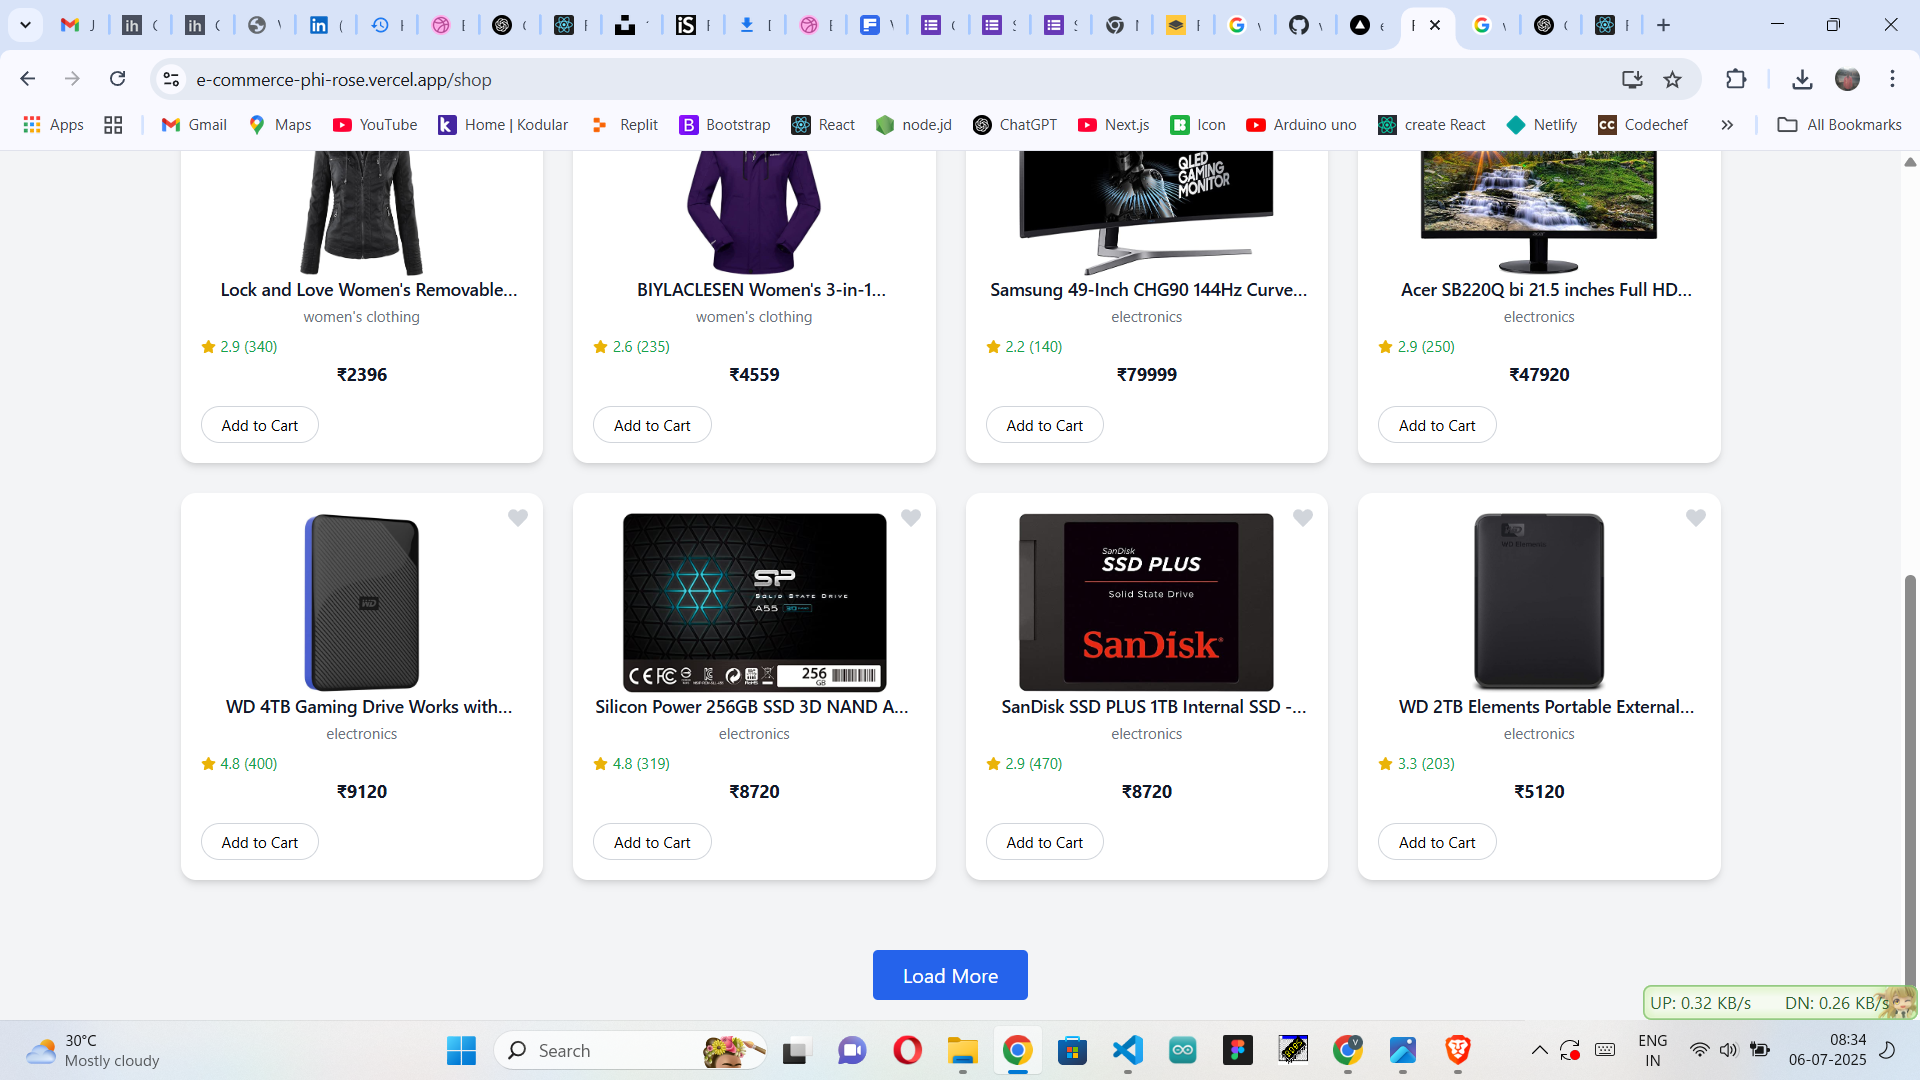 e-commerce-phi-rose.vercel.app/shop
Apps
Gmail
Maps
YouTube
Home | Kodular
Replit
Bootstrap
React
node.jd
ChatGPT
Next.js
Icon
Arduino uno
create React
Netlify
Codechef
All Bookmarks
QLED
GAMING
MONITOR
Lock and Love Women's Removable...
women's clothing
2.9 (340)
₹2396
Add to Cart
BIYLACLESEN Women's 3-in-1...
women's clothing
2.6 (235)
₹4559
Add to Cart
Samsung 49-Inch CHG90 144Hz Curve...
electronics
2.2 (140)
₹79999
Add to Cart
Acer SB220Q bi 21.5 inches Full HD...
electronics
2.9 (250)
₹47920
Add to Cart
WD
WD 4TB Gaming Drive Works with...
electronics
4.8 (400)
₹9120
Add to Cart
SP
SOLID STATE DRIVE
A55
256
GB
Silicon Power 256GB SSD 3D NAND A...
electronics
4.8 (319)
₹8720
Add to Cart
SanDisk
SSD PLUS
Solid State Drive
SanDisk
SanDisk SSD PLUS 1TB Internal SSD -...
electronics
2.9 (470)
₹8720
Add to Cart
WD Elements
WD 2TB Elements Portable External...
electronics
3.3 (203)
₹5120
Add to Cart
Load More
UP: 0.32 KB/s DN: 0.26 KB/s
30°C
Mostly cloudy
Search
ENG
IN
08:34
06-07-2025